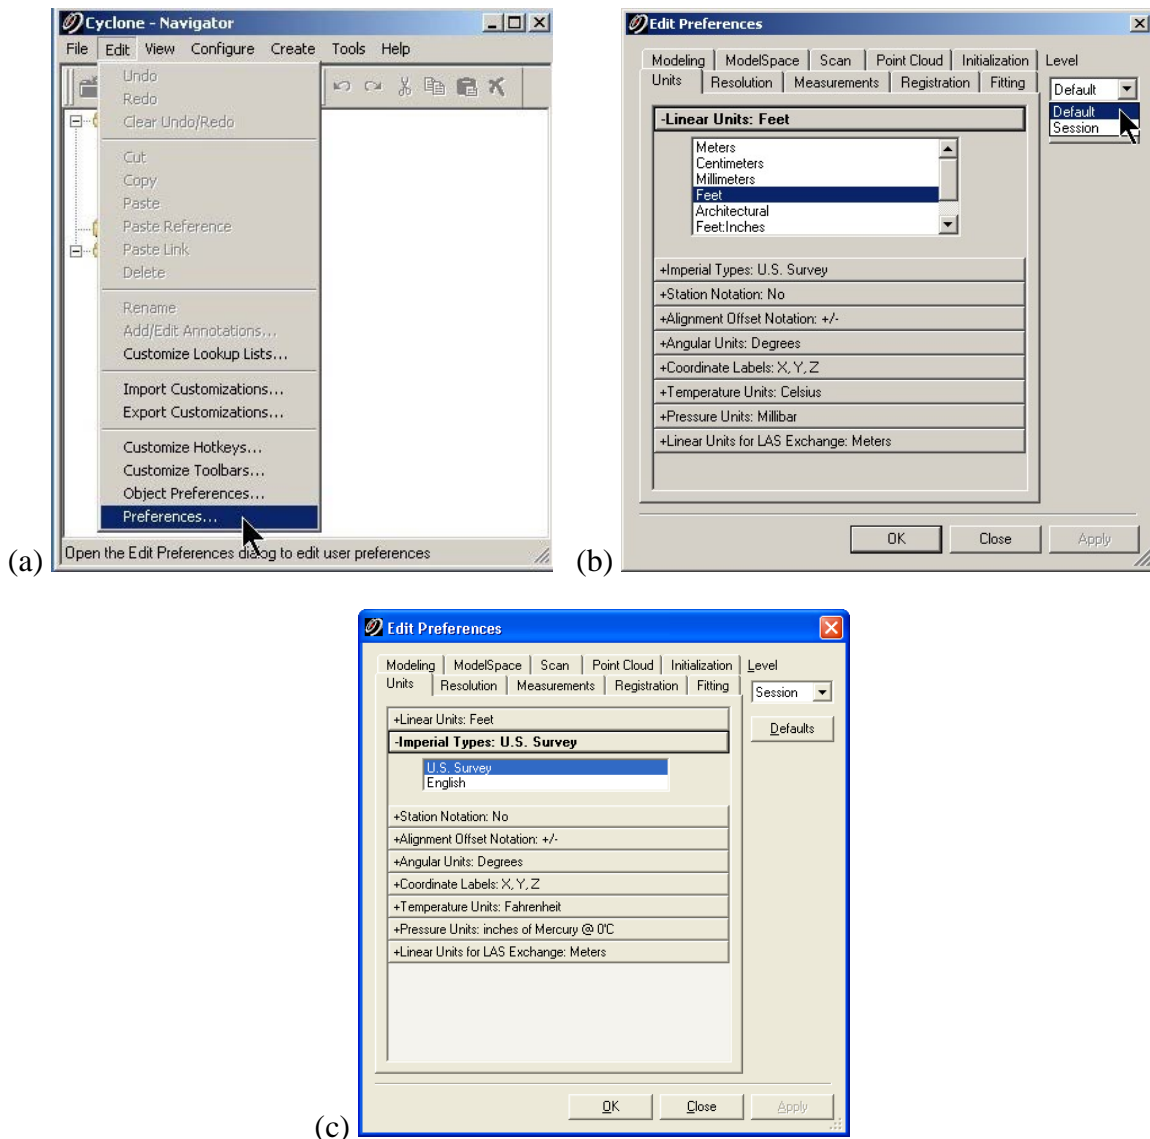 Cyclone - Navigator
File Edit View Configure Create Tools Help
Undo
Redo
Clear Undo/Redo
Cut
Copy
Paste
Paste Reference
Paste Link
Delete
Rename
Add/Edit Annotations...
Customize Lookup Lists...
Import Customizations...
Export Customizations...
Customize Hotkeys...
Customize Toolbars...
Object Preferences...
Preferences...
Open the Edit Preferences dialog to edit user preferences
(a)
Edit Preferences
Modeling ModelSpace Scan Point Cloud Initialization Level
Units Resolution Measurements Registration Fitting
Default
Default
Session
-Linear Units: Feet
Meters
Centimeters
Millimeters
Feet
Architectural
Feet:Inches
+Imperial Types: U.S. Survey
+Station Notation: No
+Alignment Offset Notation: +/-
+Angular Units: Degrees
+Coordinate Labels: X, Y, Z
+Temperature Units: Celsius
+Pressure Units: Millibar
+Linear Units for LAS Exchange: Meters
OK Close Apply
(b)
Edit Preferences
Modeling ModelSpace Scan Point Cloud Initialization Level
Units Resolution Measurements Registration Fitting
Session
Defaults
+Linear Units: Feet
-Imperial Types: U.S. Survey
U.S. Survey
English
+Station Notation: No
+Alignment Offset Notation: +/-
+Angular Units: Degrees
+Coordinate Labels: X, Y, Z
+Temperature Units: Fahrenheit
+Pressure Units: inches of Mercury @ 0'C
+Linear Units for LAS Exchange: Meters
OK Close Apply
(c)